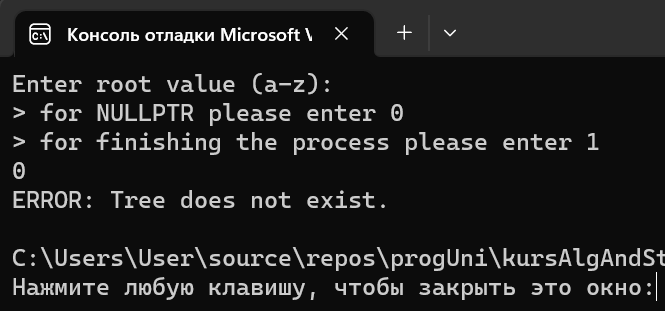 Консоль отладки Microsoft V
Enter root value (a-z):
> for NULLPTR please enter 0
> for finishing the process please enter 1
0
ERROR: Tree does not exist.
C:\Users\User\source\repos\progUni\kursAlgAndSt
Нажмите любую клавишу, чтобы закрыть это окно: